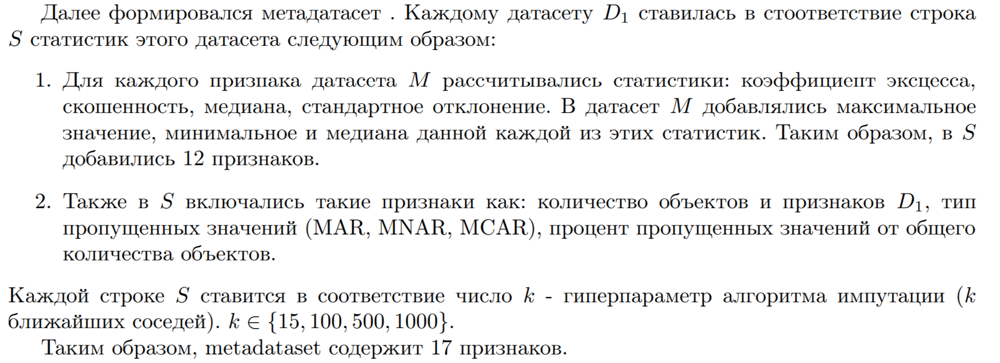 Далее формировался метадатасет . Каждому датасету D₁ ставилась в стоответствие строка
S статистик этого датасета следующим образом:
1. Для каждого признака датасета M рассчитывались статистики: коэффициент эксцесса,
скошенность, медиана, стандартное отклонение. В датасет M добавлялись максимальное
значение, минимальное и медиана данной каждой из этих статистик. Таким образом, в S
добавились 12 признаков.
2. Также в S включались такие признаки как: количество объектов и признаков D₁, тип
пропущенных значений (MAR, MNAR, MCAR), процент пропущенных значений от общего
количества объектов.
Каждой строке S ставится в соответствие число k - гиперпараметр алгоритма импутации (k
ближайших соседей). k ∈ {15, 100, 500, 1000}.
Таким образом, metadataset содержит 17 признаков.